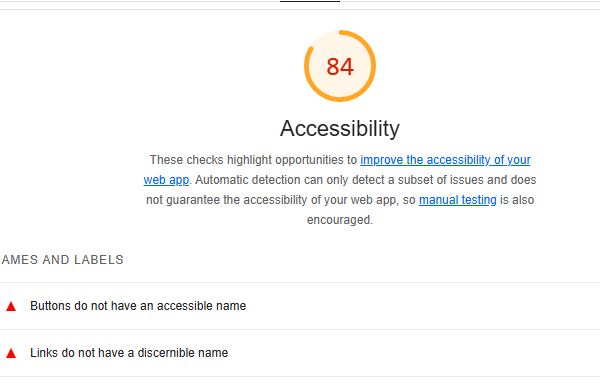 84
Accessibility
These checks highlight opportunities to improve the accessibility of your
web app. Automatic detection can only detect a subset of issues and does
not guarantee the accessibility of your web app, so manual testing is also
encouraged.
AMES AND LABELS
Buttons do not have an accessible name
Links do not have a discernible name